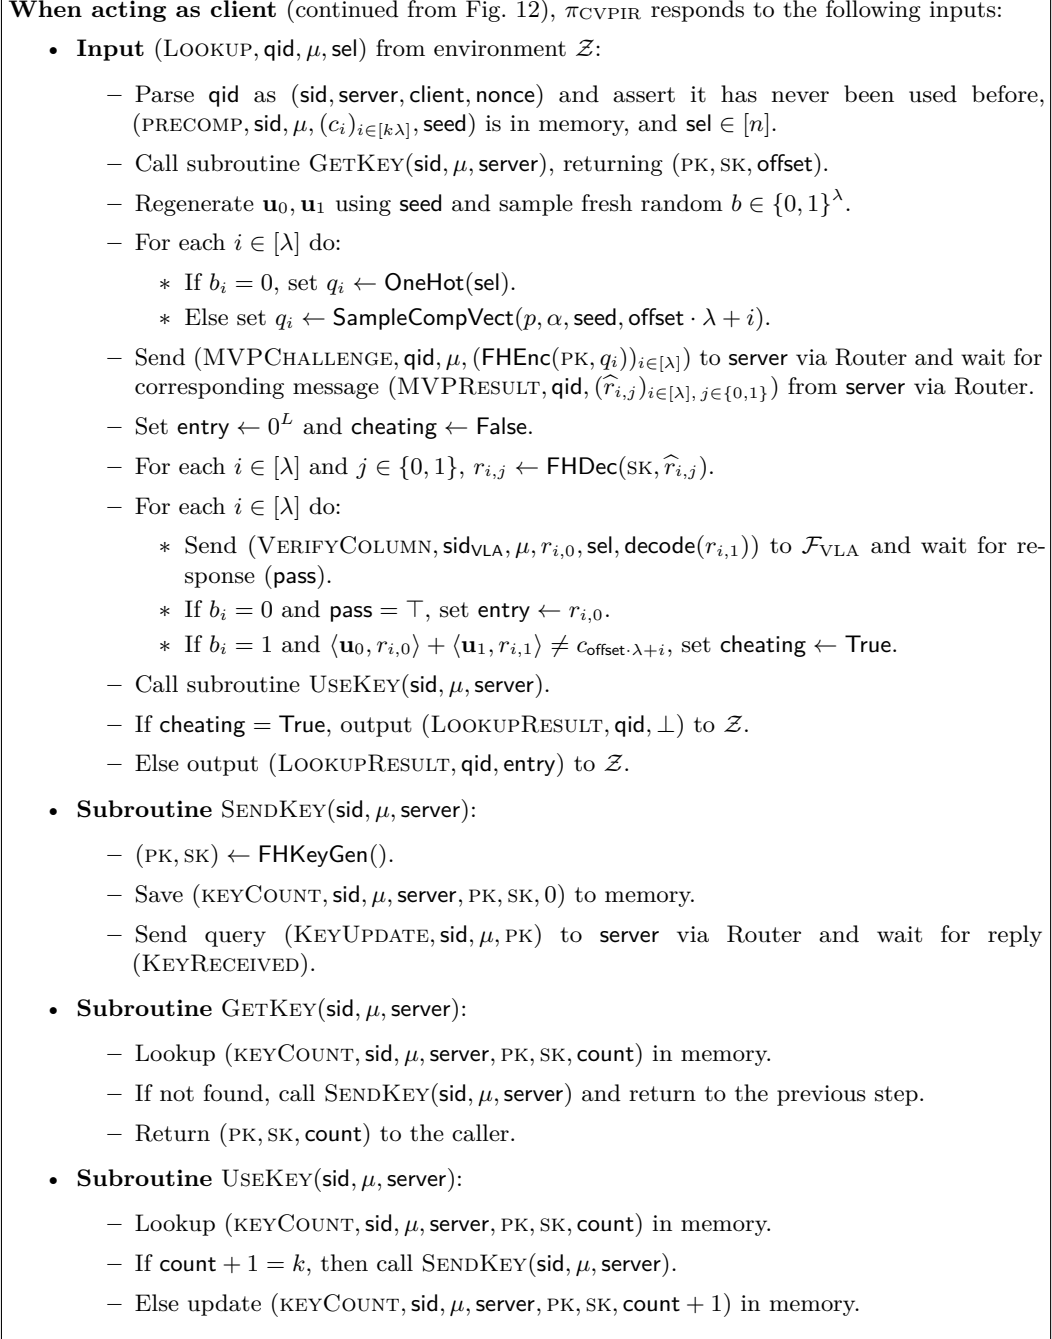 When acting as client (continued from Fig. 12), π_CVPIR responds to the following inputs:
• Input (LOOKUP, qid, μ, sel) from environment 𝒵:
– Parse qid as (sid, server, client, nonce) and assert it has never been used before,
(PRECOMP, sid, μ, (c_i)_{i∈[kλ]}, seed) is in memory, and sel ∈ [n].
– Call subroutine GETKEY(sid, μ, server), returning (PK, SK, offset).
– Regenerate u_0, u_1 using seed and sample fresh random b ∈ {0, 1}^λ.
– For each i ∈ [λ] do:
∗ If b_i = 0, set q_i ← OneHot(sel).
∗ Else set q_i ← SampleCompVect(p, α, seed, offset · λ + i).
– Send (MVPCHALLENGE, qid, μ, (FHEnc(PK, q_i))_{i∈[λ]}) to server via Router and wait for
corresponding message (MVPRESULT, qid, (r̂_{i,j})_{i∈[λ], j∈{0,1}}) from server via Router.
– Set entry ← 0^L and cheating ← False.
– For each i ∈ [λ] and j ∈ {0, 1}, r_{i,j} ← FHDec(SK, r̂_{i,j}).
– For each i ∈ [λ] do:
∗ Send (VERIFYCOLUMN, sid_VLA, μ, r_{i,0}, sel, decode(r_{i,1})) to ℱ_VLA and wait for re-
sponse (pass).
∗ If b_i = 0 and pass = ⊤, set entry ← r_{i,0}.
∗ If b_i = 1 and ⟨u_0, r_{i,0}⟩ + ⟨u_1, r_{i,1}⟩ ≠ c_{offset·λ+i}, set cheating ← True.
– Call subroutine USEKEY(sid, μ, server).
– If cheating = True, output (LOOKUPRESULT, qid, ⊥) to 𝒵.
– Else output (LOOKUPRESULT, qid, entry) to 𝒵.
• Subroutine SENDKEY(sid, μ, server):
– (PK, SK) ← FHKeyGen().
– Save (KEYCOUNT, sid, μ, server, PK, SK, 0) to memory.
– Send query (KEYUPDATE, sid, μ, PK) to server via Router and wait for reply
(KEYRECEIVED).
• Subroutine GETKEY(sid, μ, server):
– Lookup (KEYCOUNT, sid, μ, server, PK, SK, count) in memory.
– If not found, call SENDKEY(sid, μ, server) and return to the previous step.
– Return (PK, SK, count) to the caller.
• Subroutine USEKEY(sid, μ, server):
– Lookup (KEYCOUNT, sid, μ, server, PK, SK, count) in memory.
– If count + 1 = k, then call SENDKEY(sid, μ, server).
– Else update (KEYCOUNT, sid, μ, server, PK, SK, count + 1) in memory.